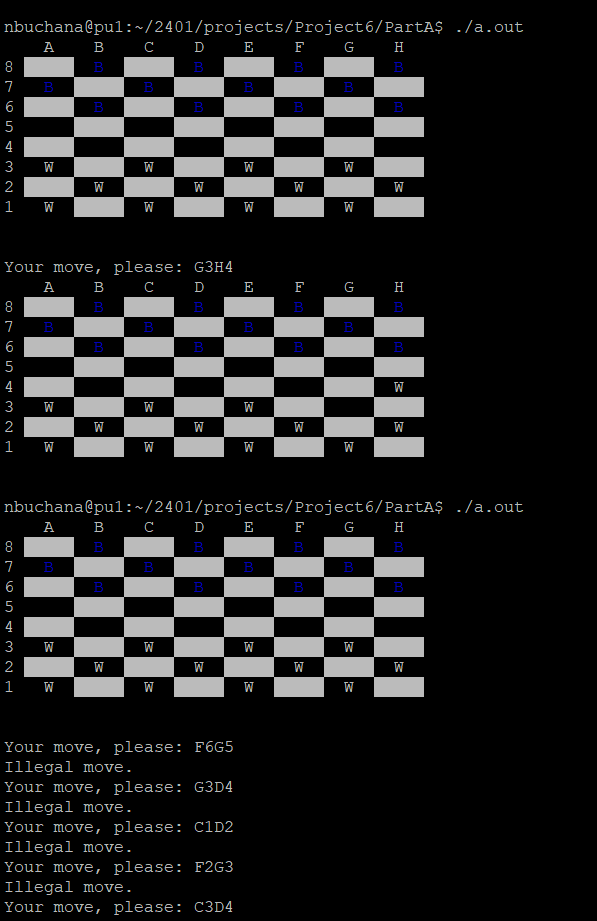 nbuchana@pu1:~/2401/projects/Project6/PartA$ ./a.out
A B C D E F G H
8 B B B B
7 B B B B
6 B B B B
5
4
3 W W W W
2 W W W W
1 W W W W
Your move, please: G3H4
A B C D E F G H
8 B B B B
7 B B B B
6 B B B B
5
4 W
3 W W W
2 W W W W
1 W W W W
nbuchana@pu1:~/2401/projects/Project6/PartA$ ./a.out
A B C D E F G H
8 B B B B
7 B B B B
6 B B B B
5
4
3 W W W W
2 W W W W
1 W W W W
Your move, please: F6G5
Illegal move.
Your move, please: G3D4
Illegal move.
Your move, please: C1D2
Illegal move.
Your move, please: F2G3
Illegal move.
Your move, please: C3D4